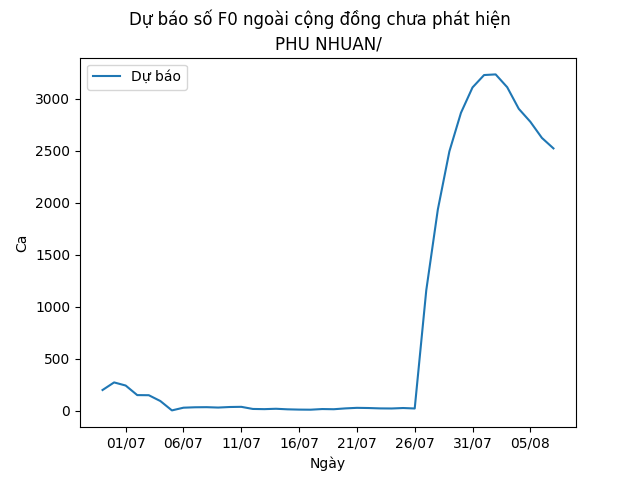 Dự báo số F0 ngoài cộng đồng chưa phát hiện
PHU NHUAN/
Dự báo
3000
2500
2000
1500
1000
500
0
Ca
01/07 06/07 11/07 16/07 21/07 26/07 31/07 05/08
Ngày